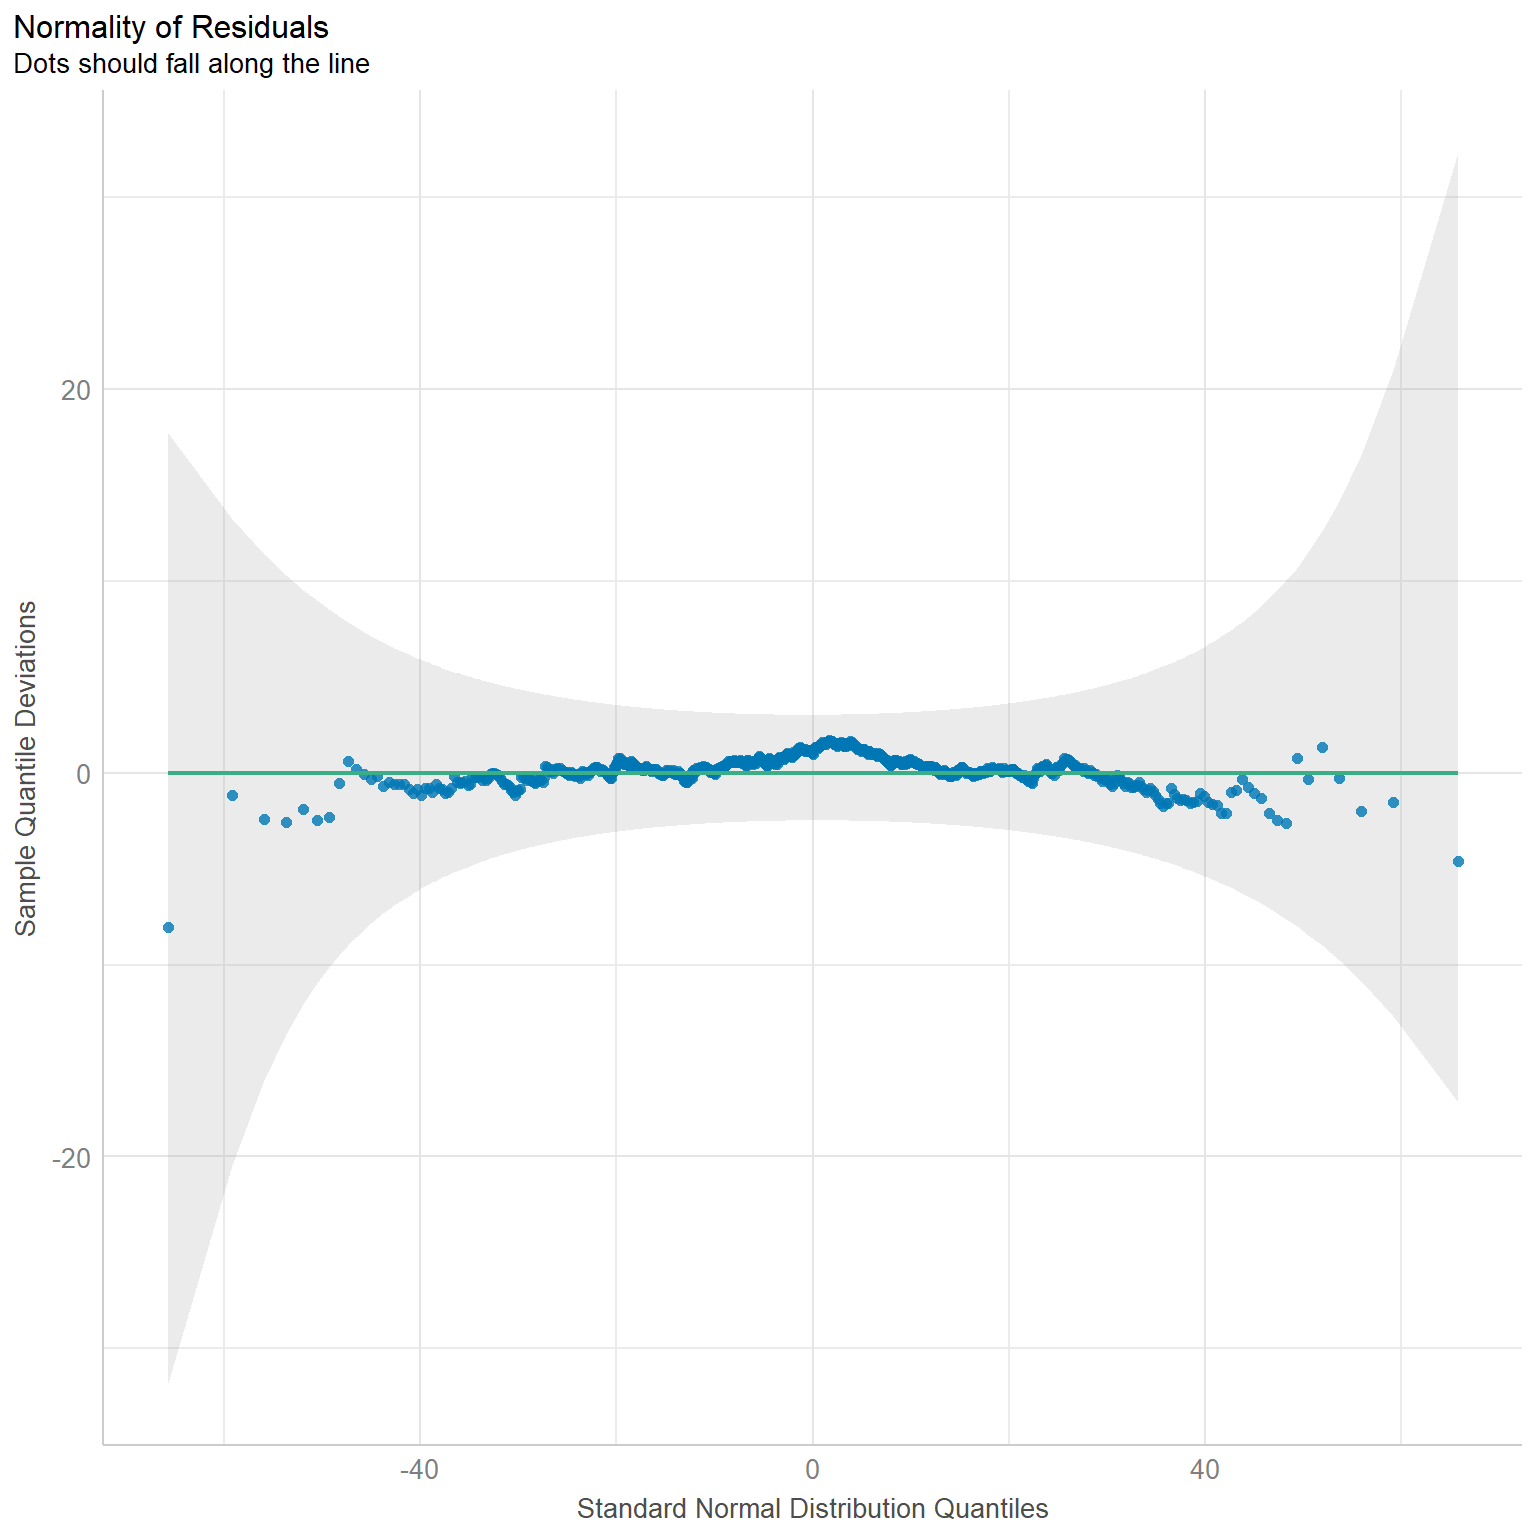 Normality of Residuals
Dots should fall along the line
20
0
-20
Sample Quantile Deviations
-40 0 40
Standard Normal Distribution Quantiles